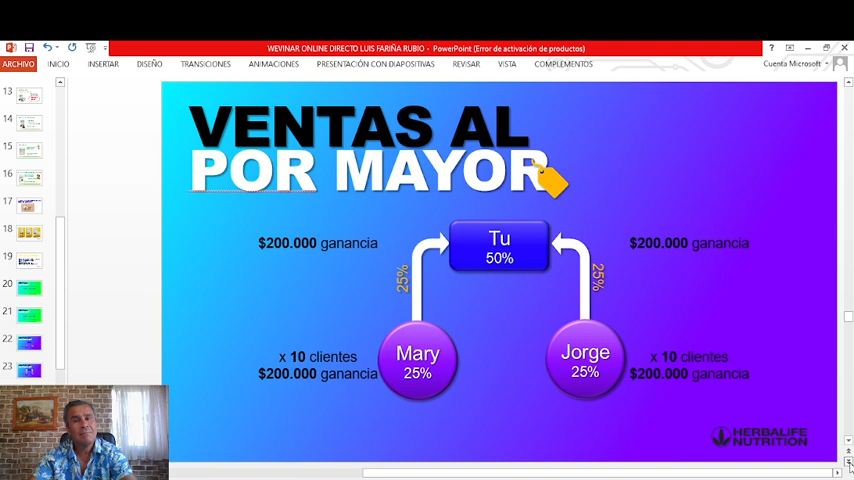 WEVINAR ONLINE DIRECTO LUIS FARIÑA RUBIO - PowerPoint (Error de activación de productos)
ARCHIVO INICIO INSERTAR DISEÑO TRANSICIONES ANIMACIONES PRESENTACIÓN CON DIAPOSITIVAS REVISAR VISTA COMPLEMENTOS Cuenta Microsoft
13
14
15
16
17
18
19
20
21
22
23
VENTAS AL
POR MAYOR
Tu
50%
$200.000 ganancia
$200.000 ganancia
25%
25%
Mary
25%
x 10 clientes
$200.000 ganancia
Jorge
25%
x 10 clientes
$200.000 ganancia
HERBALIFE
NUTRITION